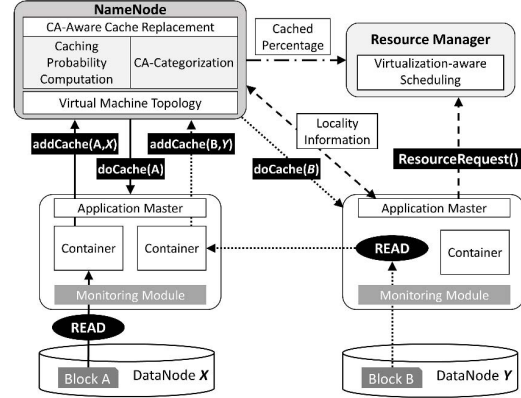 NameNode
CA-Aware Cache Replacement
Caching
Probability
Computation
CA-Categorization
Virtual Machine Topology
Cached
Percentage
Resource Manager
Virtualization-aware
Scheduling
Locality
Information
addCache(A,X)
addCache(B,Y)
doCache(A)
doCache(B)
ResourceRequest()
Application Master
Container
Container
Monitoring Module
READ
Block A
DataNode X
Application Master
READ
Container
Monitoring Module
Block B
DataNode Y